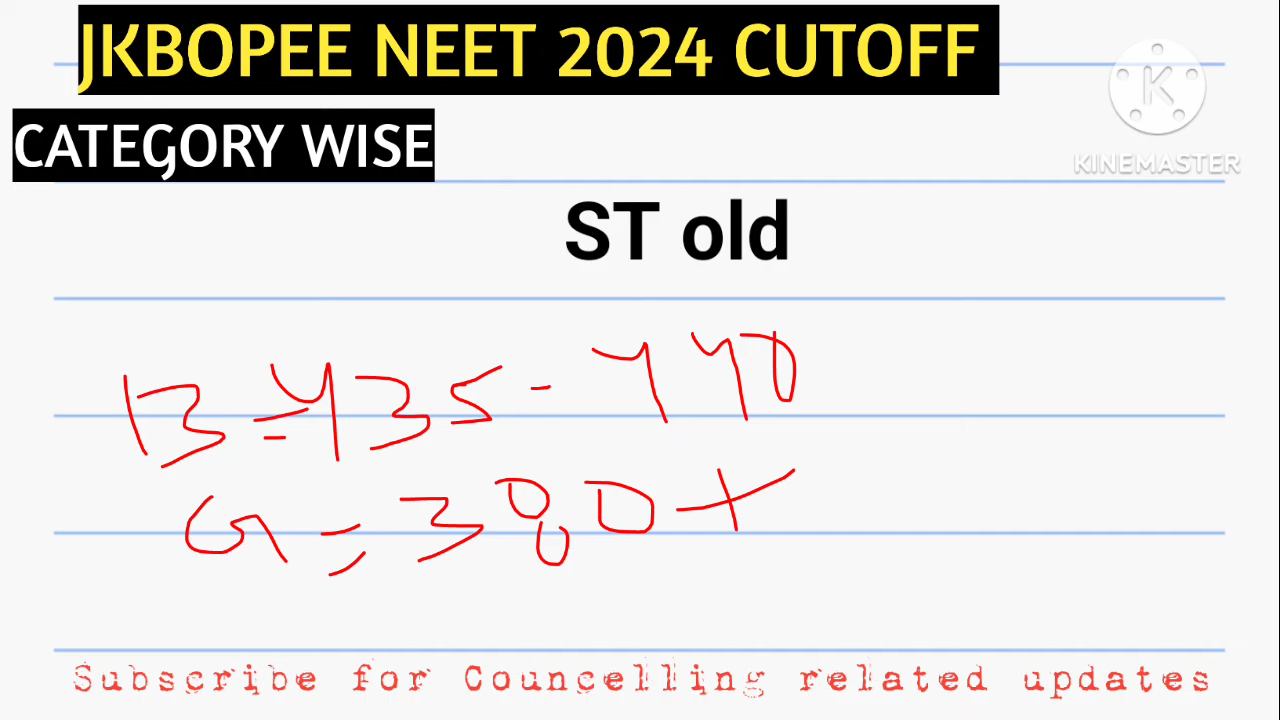 JKBOPEE NEET 2024 CUTOFF
K
KINEMASTER
CATEGORY WISE
ST old
B = 435 - 440
G = 380 +
Subscribe for Councelling related updates